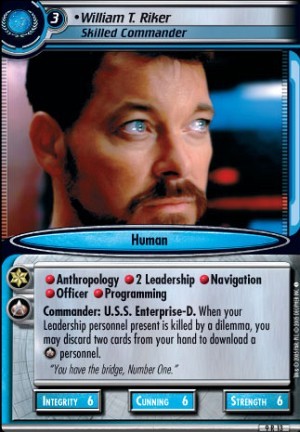 3
•William T. Riker
Skilled Commander
Human
Anthropology 2 Leadership Navigation
Officer Programming
Commander: U.S.S. Enterprise-D. When your
Leadership personnel present is killed by a dilemma, you
may discard two cards from your hand to download a
personnel.
"You have the bridge, Number One."
INTEGRITY 6 CUNNING 6 STRENGTH 6